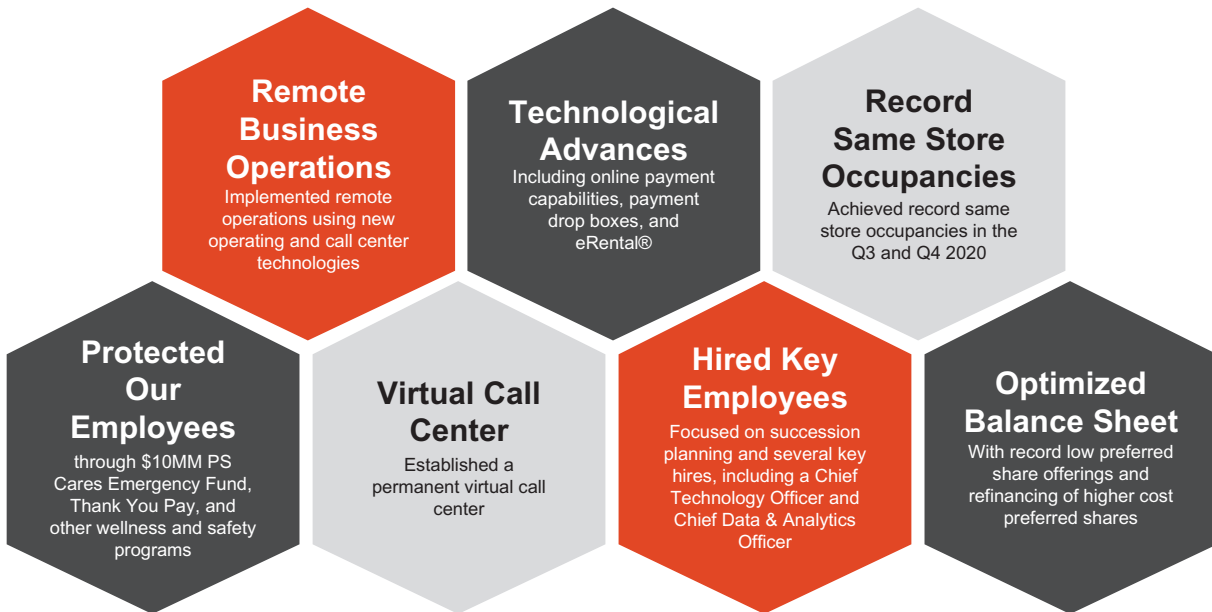 Remote
Business
Operations
Implemented remote
operations using new
operating and call center
technologies
Technological
Advances
Including online payment
capabilities, payment
drop boxes, and
eRental®
Record
Same Store
Occupancies
Achieved record same
store occupancies in the
Q3 and Q4 2020
Protected
Our
Employees
through $10MM PS
Cares Emergency Fund,
Thank You Pay, and
other wellness and safety
programs
Virtual Call
Center
Established a
permanent virtual call
center
Hired Key
Employees
Focused on succession
planning and several key
hires, including a Chief
Technology Officer and
Chief Data & Analytics
Officer
Optimized
Balance Sheet
With record low preferred
share offerings and
refinancing of higher cost
preferred shares